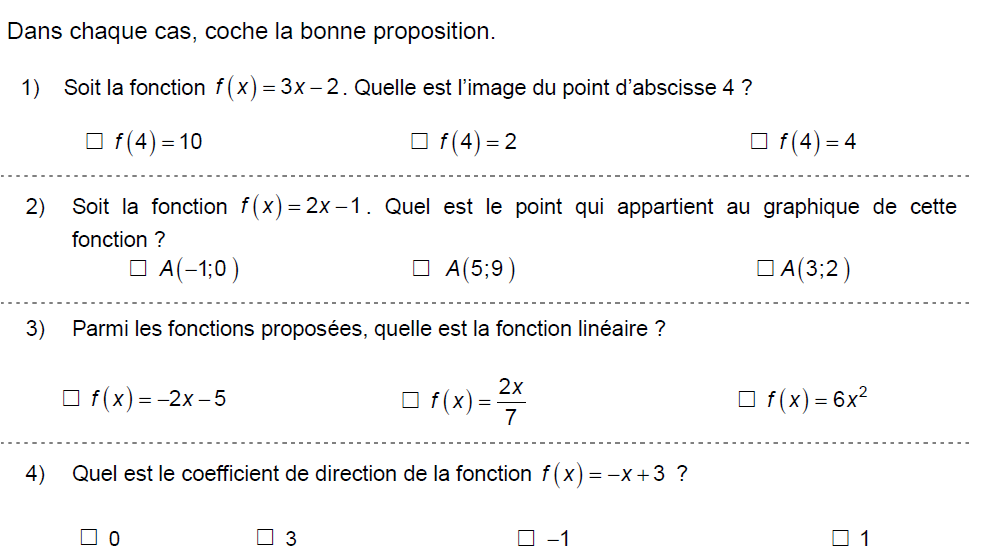 Dans chaque cas, coche la bonne proposition.
1) Soit la fonction f(x) = 3x – 2. Quelle est l'image du point d'abscisse 4 ?
☐ f(4) = 10 ☐ f(4) = 2 ☐ f(4) = 4
2) Soit la fonction f(x) = 2x – 1. Quel est le point qui appartient au graphique de cette
fonction ?
☐ A(–1;0) ☐ A(5;9) ☐ A(3;2)
3) Parmi les fonctions proposées, quelle est la fonction linéaire ?
☐ f(x) = –2x – 5 ☐ f(x) = 2x/7 ☐ f(x) = 6x²
4) Quel est le coefficient de direction de la fonction f(x) = –x + 3 ?
☐ 0 ☐ 3 ☐ –1 ☐ 1